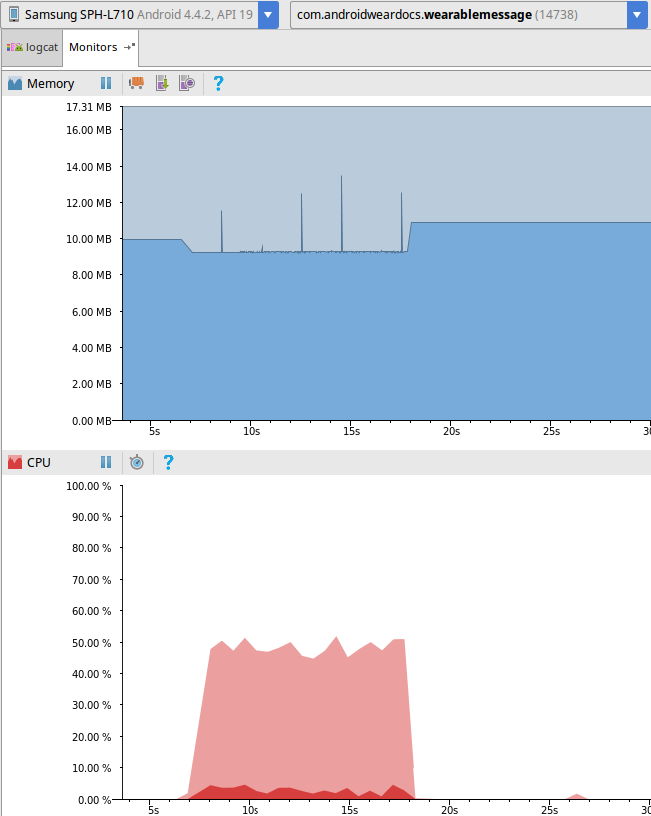 Samsung SPH-L710 Android 4.4.2, API 19 com.androidweardocs.wearablemessage (14738)
logcat Monitors
Memory ?
17.31 MB
16.00 MB
14.00 MB
12.00 MB
10.00 MB
8.00 MB
6.00 MB
4.00 MB
2.00 MB
0.00 MB
5s 10s 15s 20s 25s 30
CPU ?
100.00 %
90.00 %
80.00 %
70.00 %
60.00 %
50.00 %
40.00 %
30.00 %
20.00 %
10.00 %
0.00 %
5s 10s 15s 20s 25s 30s